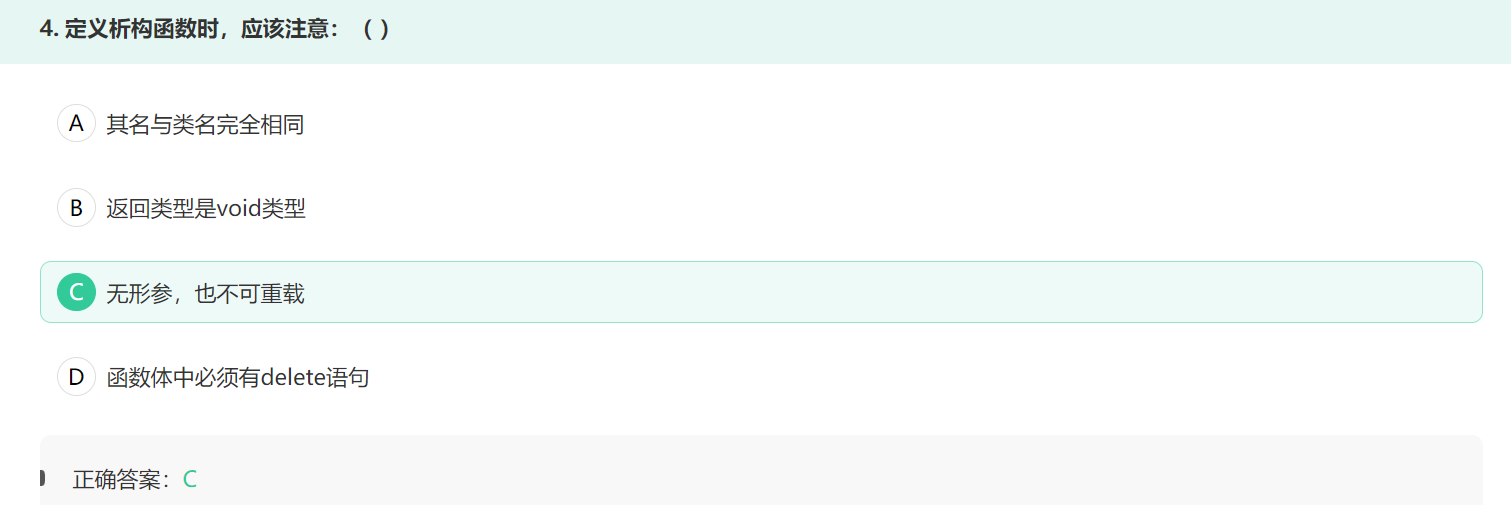 4. 定义析构函数时，应该注意： （ ）
A 其名与类名完全相同
B 返回类型是void类型
C 无形参，也不可重载
D 函数体中必须有delete语句
正确答案：C